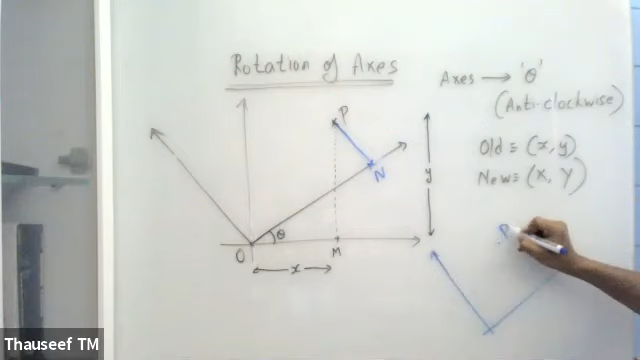 Rotation of Axes
Axes → 'θ'
(Anti-clockwise)
Old ≡ (x, y)
New ≡ (X, Y)
P
N
y
θ
O
x
M
P
Thauseef TM